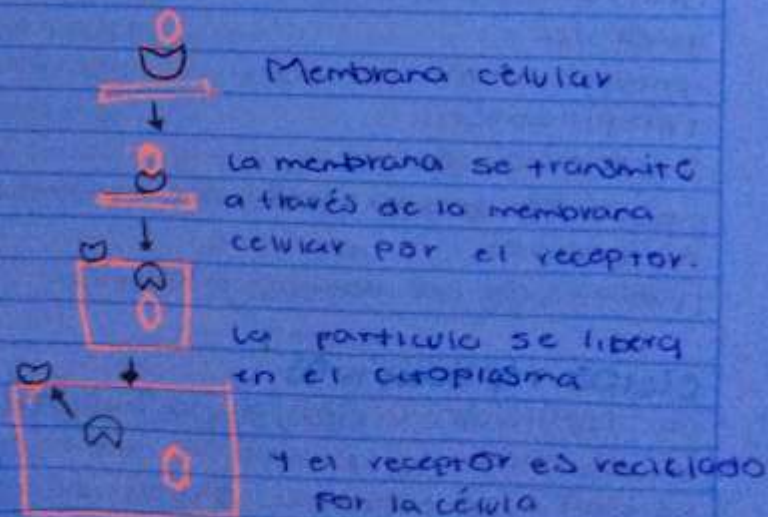 Membrana celular
La membrana se transmite
a través de la membrana
celular por el receptor.
La particula se libera
en el citoplasma
Y el receptor es reciclado
por la célula